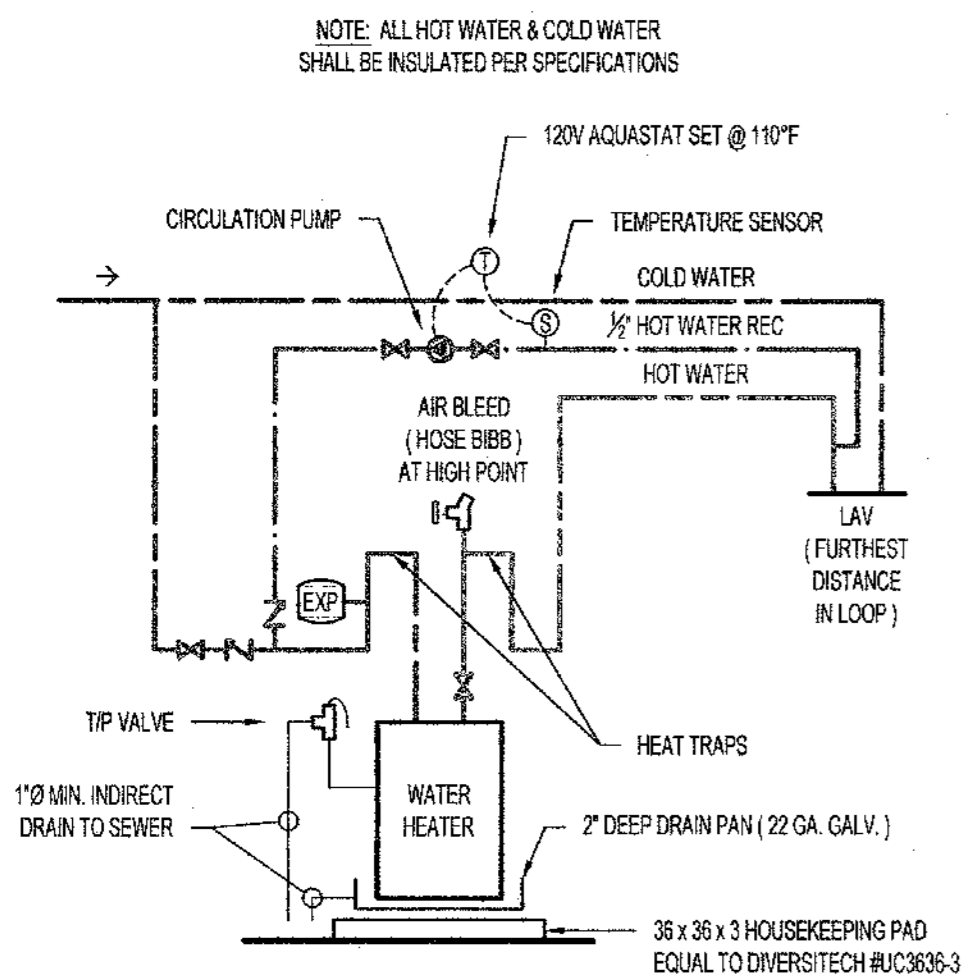 NOTE: ALL HOT WATER & COLD WATER
SHALL BE INSULATED PER SPECIFICATIONS
120V AQUASTAT SET @ 110°F
CIRCULATION PUMP
TEMPERATURE SENSOR
T
→
COLD WATER
S
½" HOT WATER REC
HOT WATER
AIR BLEED
( HOSE BIBB )
AT HIGH POINT
LAV
( FURTHEST
DISTANCE
IN LOOP )
EXP
T/P VALVE
HEAT TRAPS
1"Ø MIN. INDIRECT
DRAIN TO SEWER
WATER
HEATER
2" DEEP DRAIN PAN ( 22 GA. GALV. )
36 x 36 x 3 HOUSEKEEPING PAD
EQUAL TO DIVERSITECH #UC3636-3